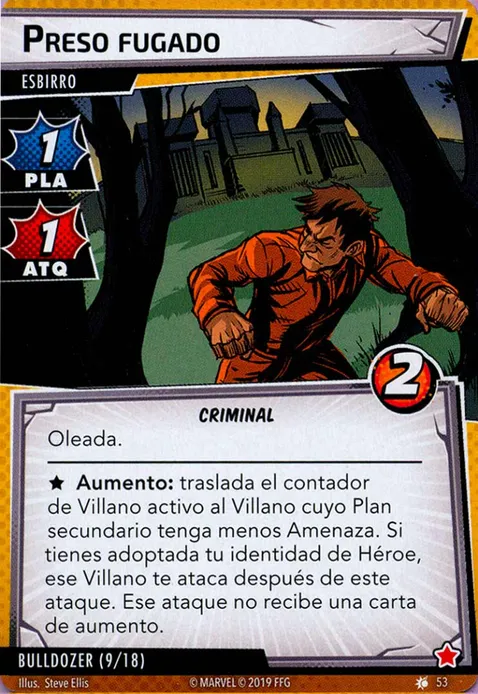 PRESO FUGADO
ESBIRRO
1
PLA
1
ATQ
2
CRIMINAL
Oleada.
★ Aumento: traslada el contador
de Villano activo al Villano cuyo Plan
secundario tenga menos Amenaza. Si
tienes adoptada tu identidad de Héroe,
ese Villano te ataca después de este
ataque. Ese ataque no recibe una carta
de aumento.
BULLDOZER (9/18)
Illus. Steve Ellis © MARVEL © 2019 FFG 53